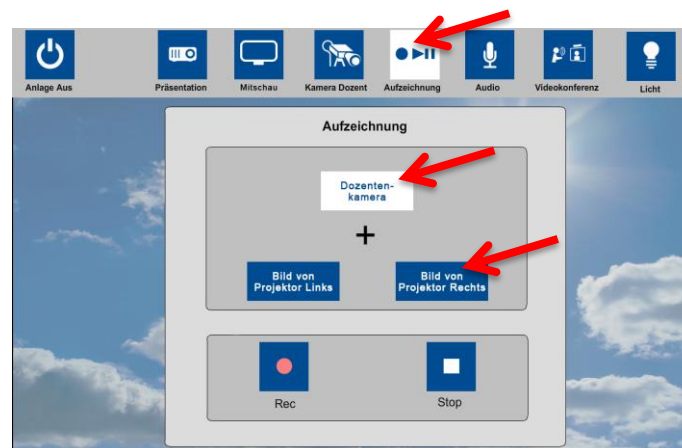 Anlage Aus
Präsentation
Mitschau
Kamera Dozent
Aufzeichnung
Audio
Videokonferenz
Licht
Aufzeichnung
Dozenten-
kamera
+
Bild von
Projektor Links
Bild von
Projektor Rechts
Rec
Stop